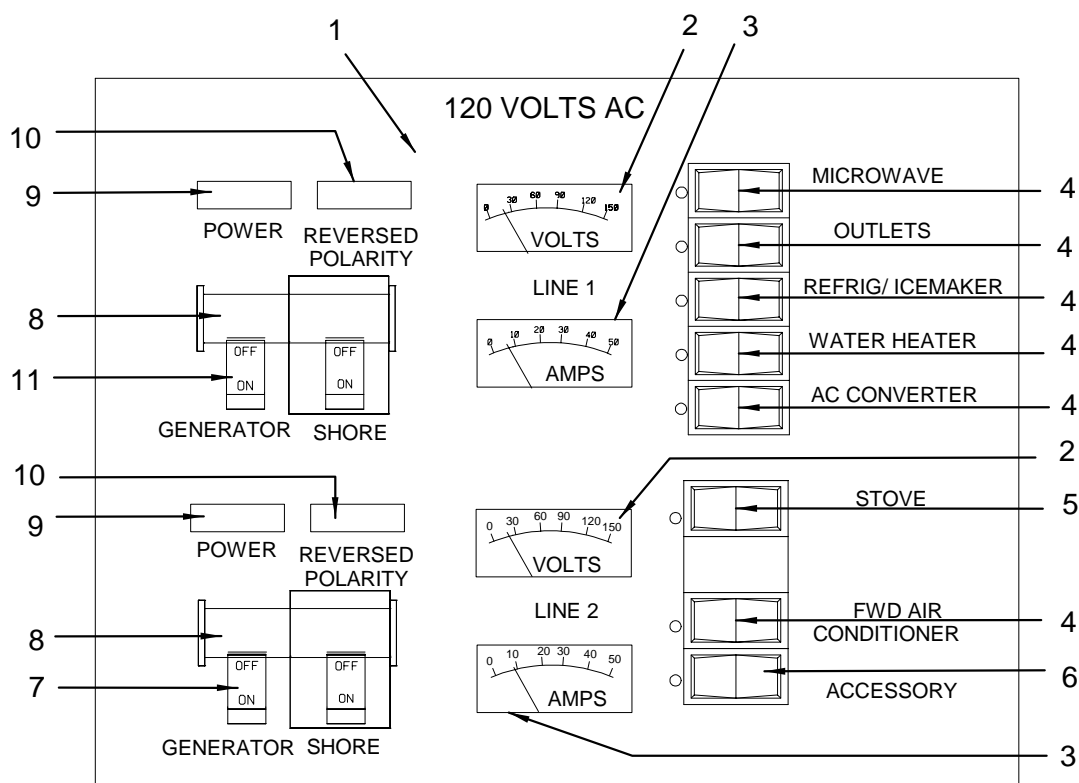 1
2
3
120 VOLTS AC
10
9
POWER
REVERSED
POLARITY
0 30 60 90 120 150
VOLTS
LINE 1
0 10 20 30 40 50
AMPS
MICROWAVE
4
OUTLETS
4
REFRIG/ ICEMAKER
4
WATER HEATER
4
AC CONVERTER
4
8
11
OFF
ON
OFF
ON
GENERATOR
SHORE
10
9
POWER
REVERSED
POLARITY
2
0 30 60 90 120 150
VOLTS
LINE 2
0 10 20 30 40 50
AMPS
3
STOVE
5
FWD AIR
CONDITIONER
4
ACCESSORY
6
8
7
OFF
ON
OFF
ON
GENERATOR
SHORE